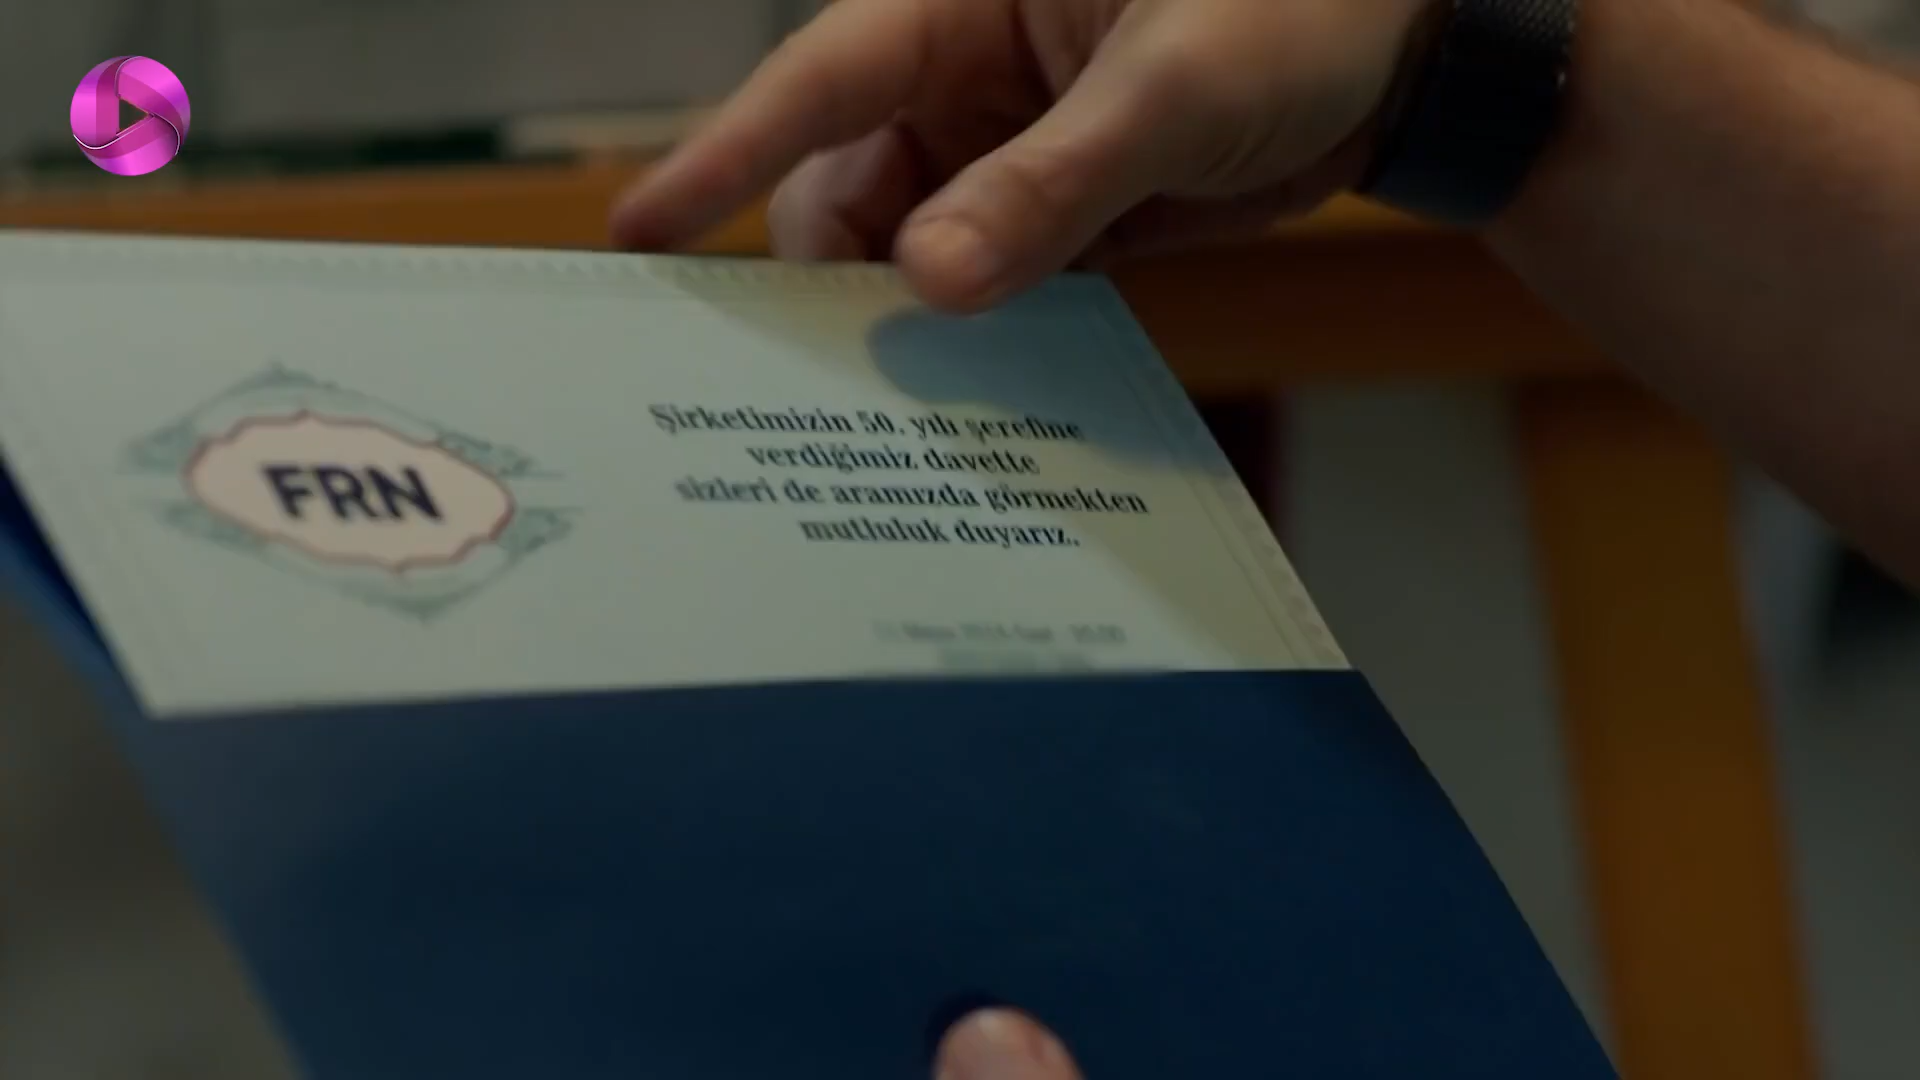 FRN
Şirketimizin 50. yılı şerefine
verdiğimiz davette
sizleri de aramızda görmekten
mutluluk duyarız.